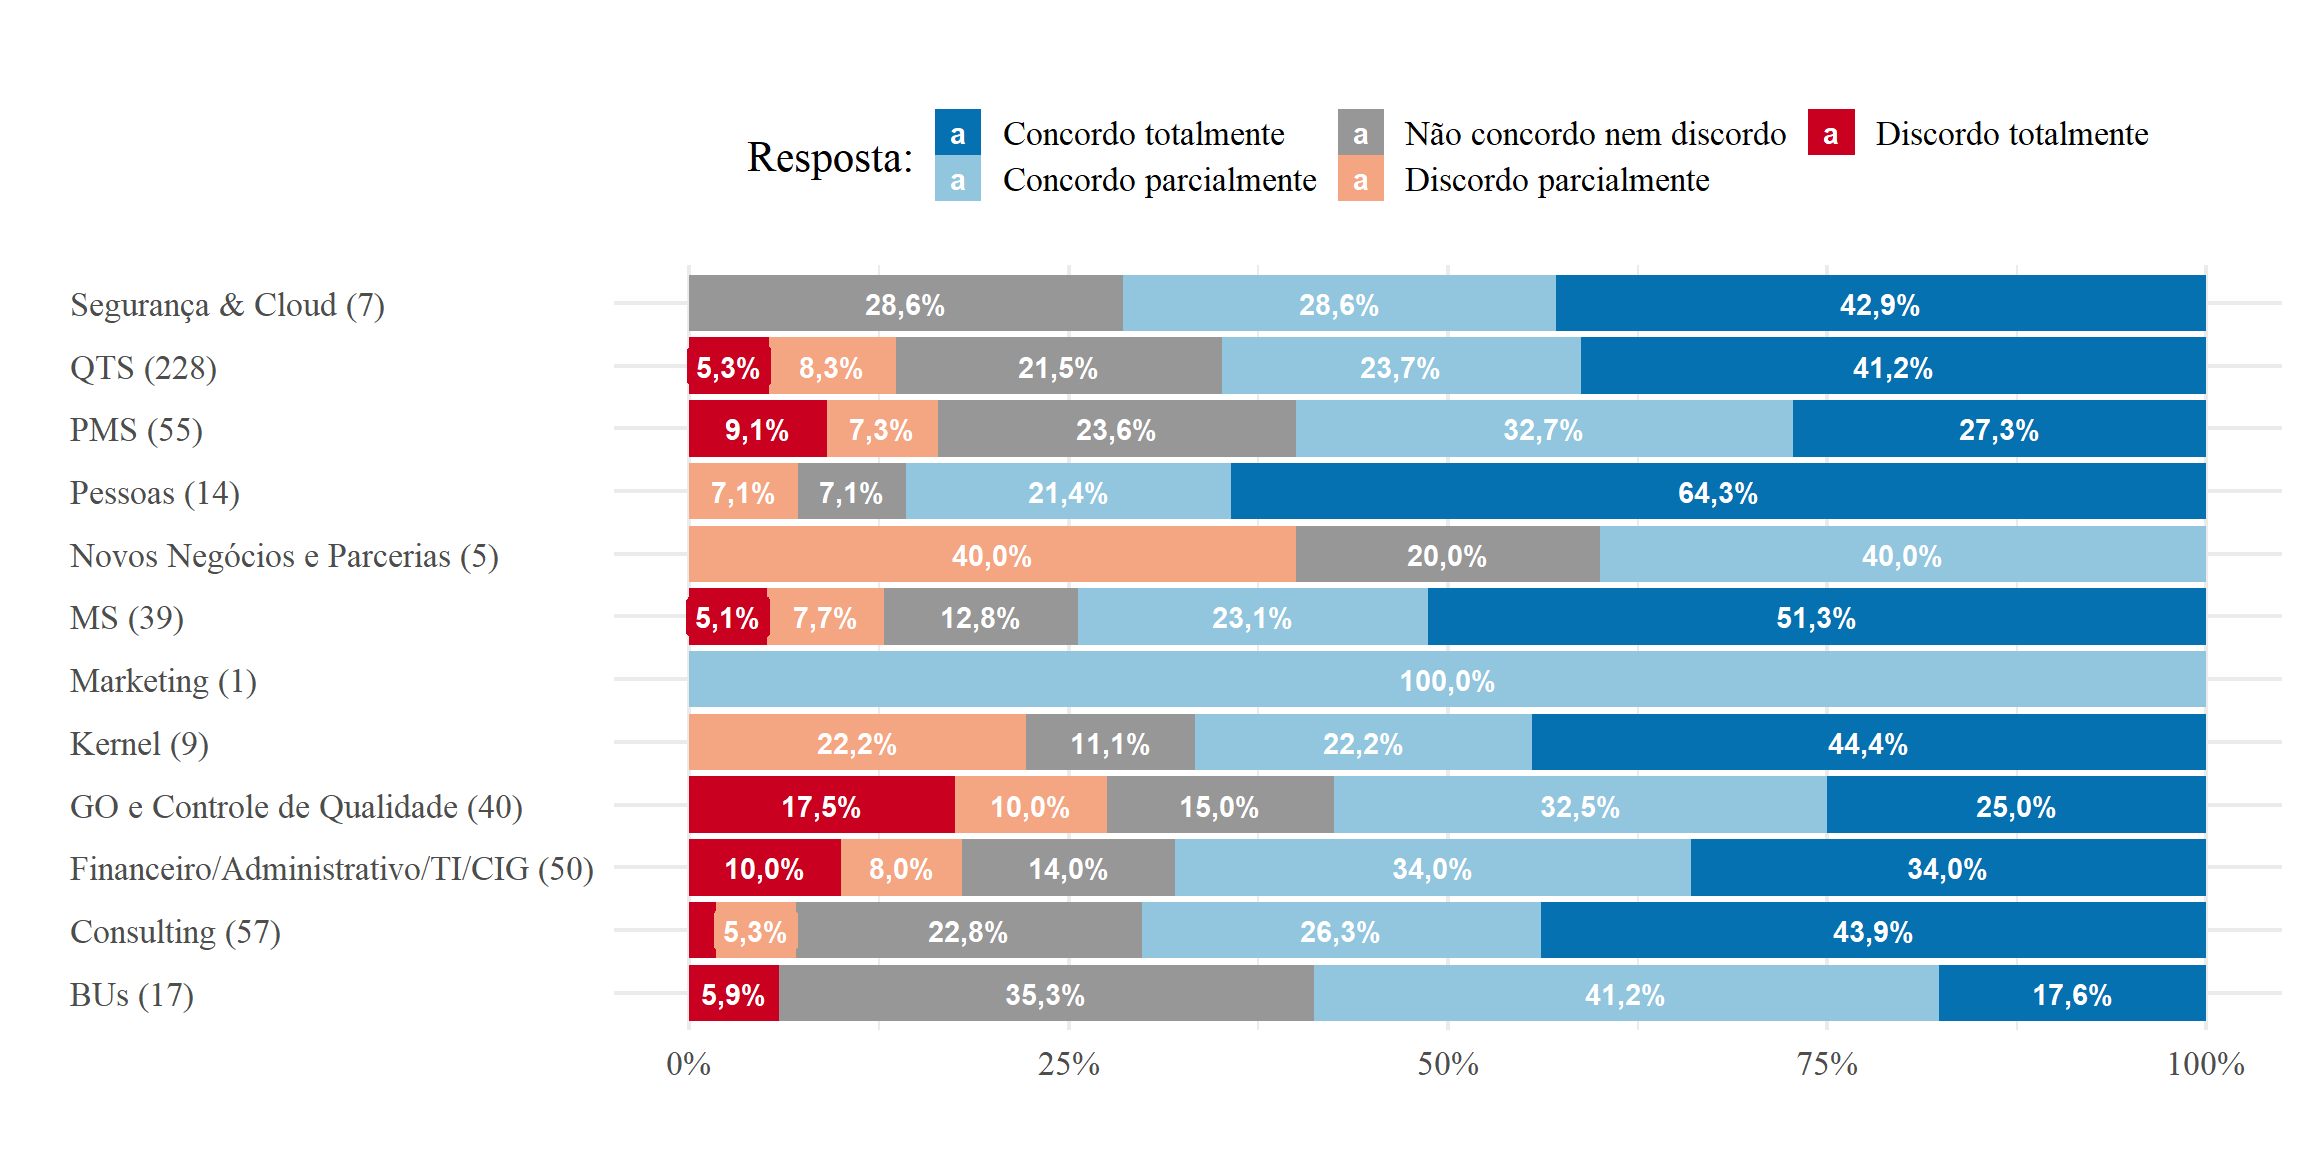 Resposta:
a Concordo totalmente a Não concordo nem discordo a Discordo totalmente
a Concordo parcialmente a Discordo parcialmente
Segurança & Cloud (7) 28,6% 28,6% 42,9%
QTS (228) 5,3% 8,3% 21,5% 23,7% 41,2%
PMS (55) 9,1% 7,3% 23,6% 32,7% 27,3%
Pessoas (14) 7,1% 7,1% 21,4% 64,3%
Novos Negócios e Parcerias (5) 40,0% 20,0% 40,0%
MS (39) 5,1% 7,7% 12,8% 23,1% 51,3%
Marketing (1) 100,0%
Kernel (9) 22,2% 11,1% 22,2% 44,4%
GO e Controle de Qualidade (40) 17,5% 10,0% 15,0% 32,5% 25,0%
Financeiro/Administrativo/TI/CIG (50) 10,0% 8,0% 14,0% 34,0% 34,0%
Consulting (57) 5,3% 22,8% 26,3% 43,9%
BUs (17) 5,9% 35,3% 41,2% 17,6%
0% 25% 50% 75% 100%